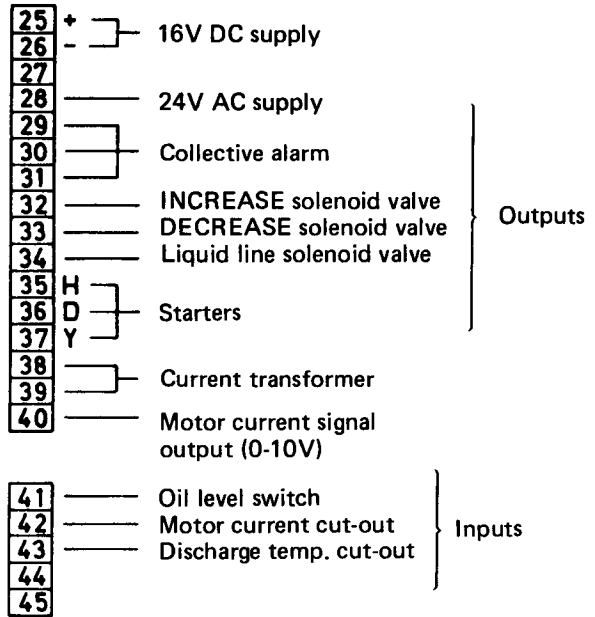 25 + 16V DC supply
26 -
27
28 24V AC supply
29
30 Collective alarm
31
32 INCREASE solenoid valve
33 DECREASE solenoid valve Outputs
34 Liquid line solenoid valve
35 H
36 D Starters
37 Y
38
39 Current transformer
40 Motor current signal
output (0-10V)
41 Oil level switch
42 Motor current cut-out Inputs
43 Discharge temp. cut-out
44
45